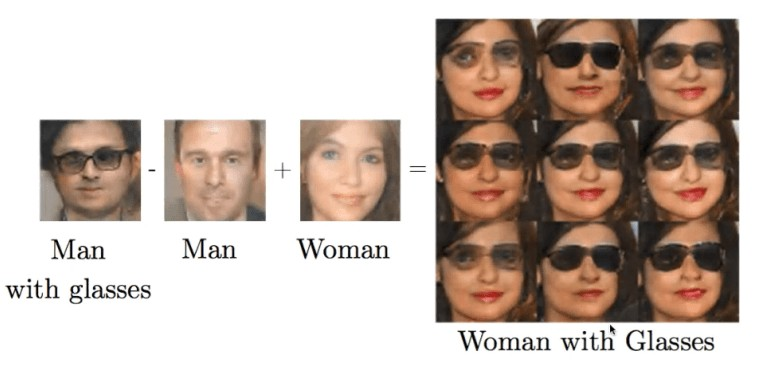 - + =
Man
with glasses
Man
Woman
Woman with Glasses